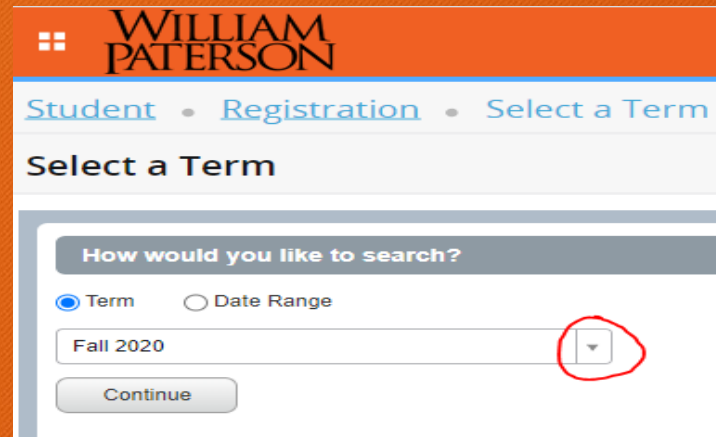 WILLIAM
PATERSON
Student • Registration • Select a Term
Select a Term
How would you like to search?
Term Date Range
Fall 2020
Continue